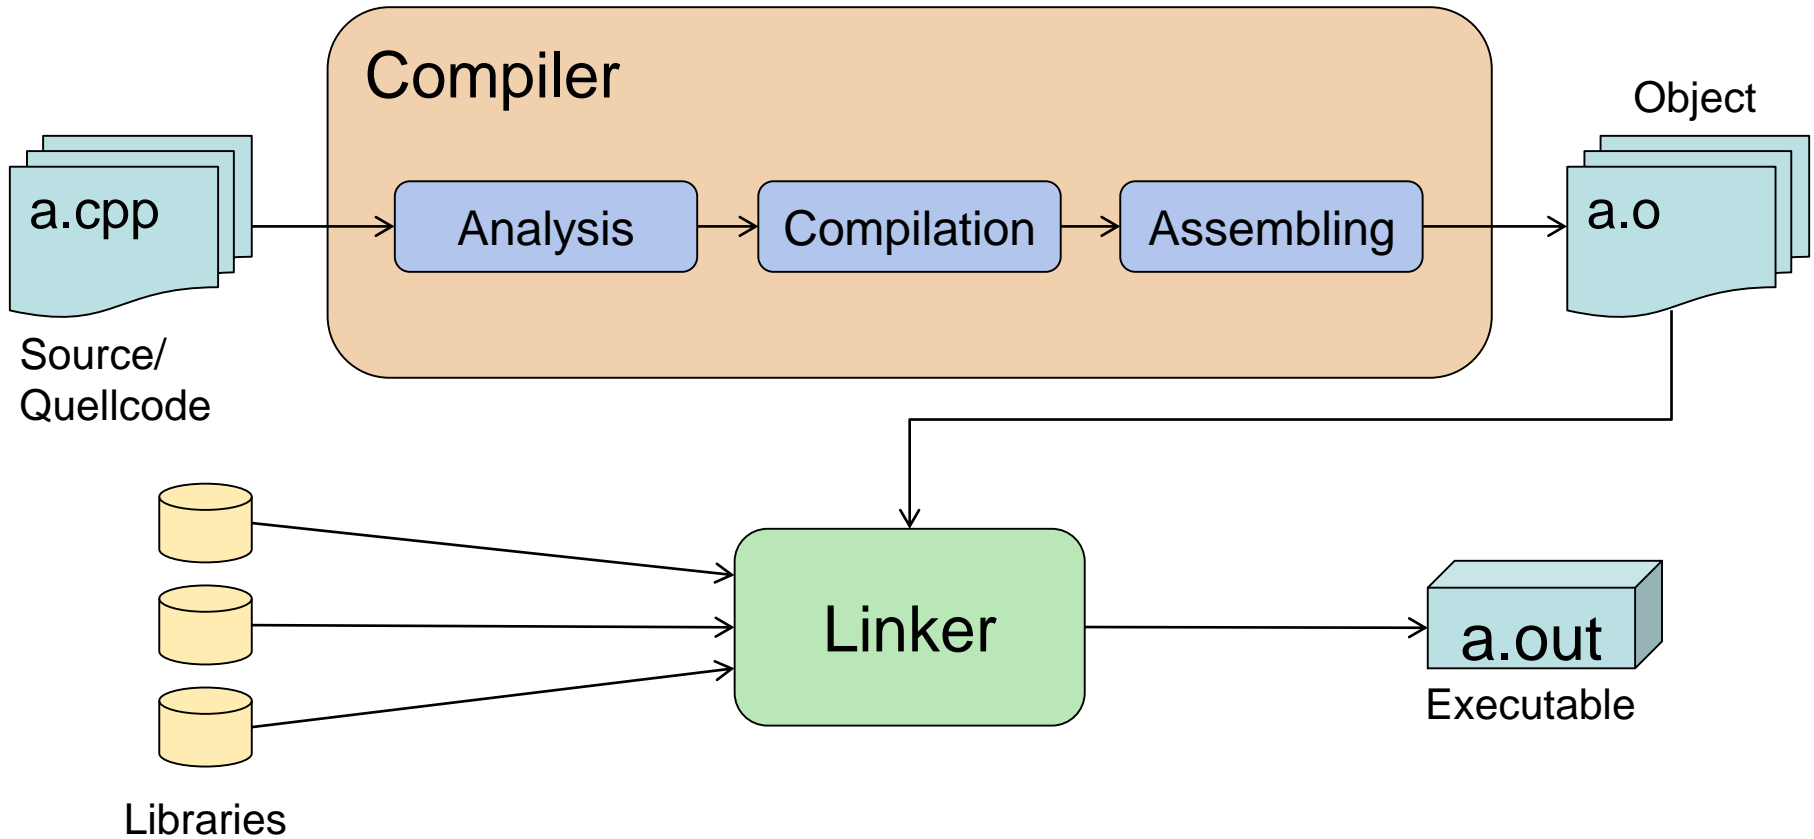 Compiler
Object
a.cpp
Analysis
Compilation
Assembling
a.o
Source/
Quellcode
Linker
a.out
Executable
Libraries